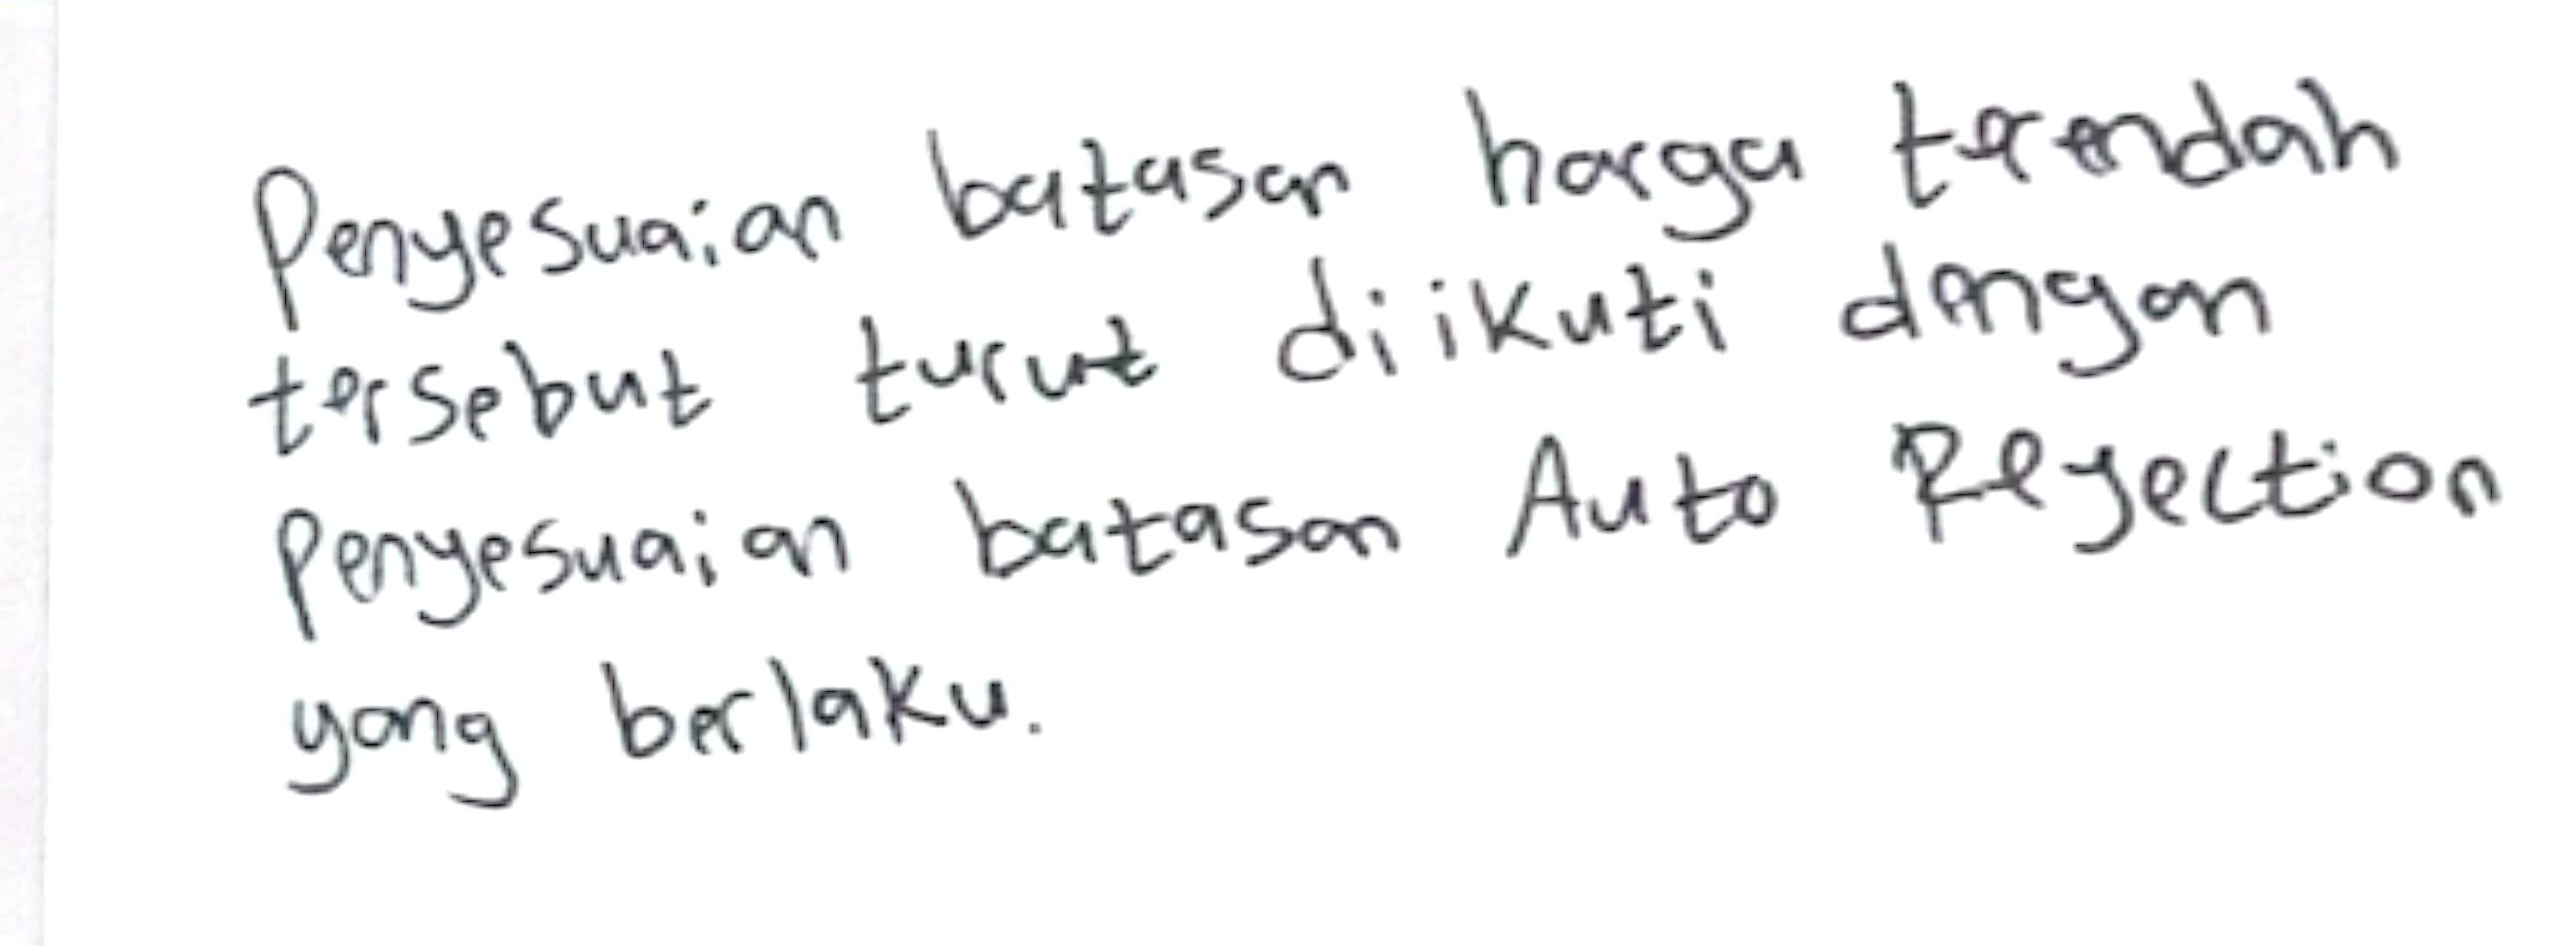 Penyesuaian batasan harga terendah
tersebut turut diikuti dengan
Penyesuaian batasan Auto Rejection
yang berlaku.